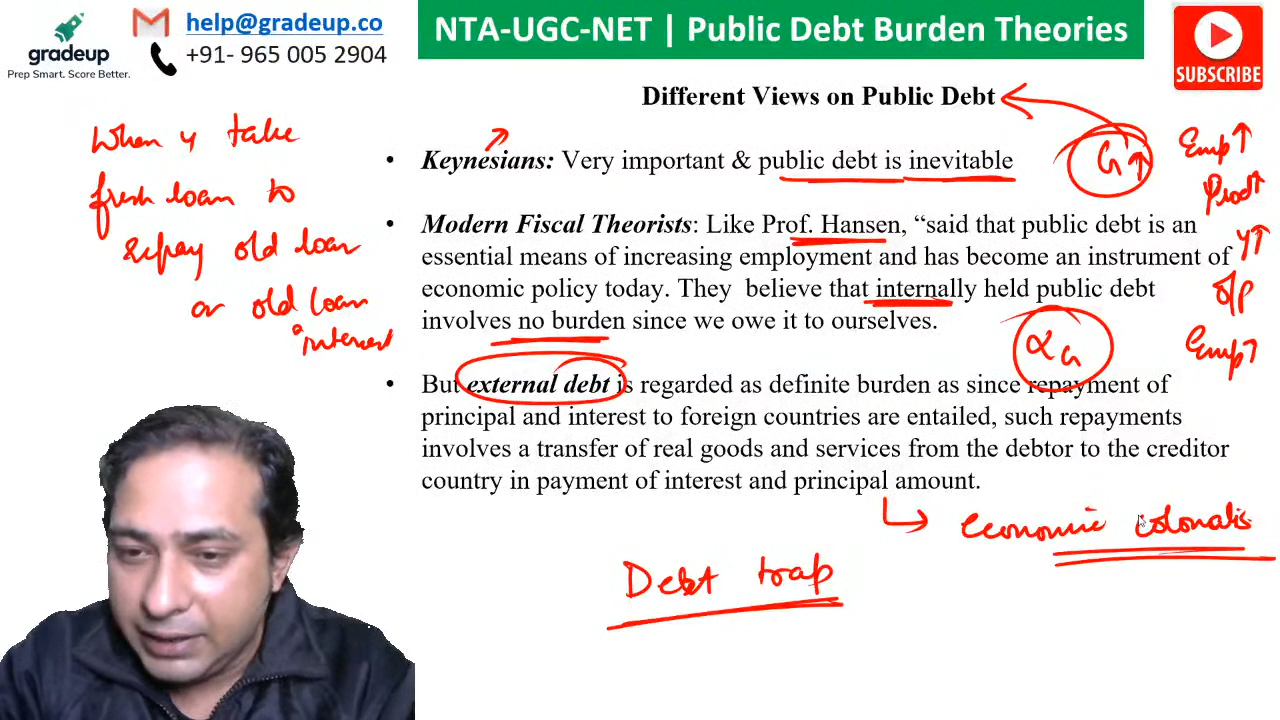 gradeup
Prep Smart. Score Better.
help@gradeup.co
+91- 965 005 2904
NTA-UGC-NET | Public Debt Burden Theories
SUBSCRIBE
Different Views on Public Debt
• Keynesians: Very important & public debt is inevitable
• Modern Fiscal Theorists: Like Prof. Hansen, “said that public debt is an
essential means of increasing employment and has become an instrument of
economic policy today. They believe that internally held public debt
involves no burden since we owe it to ourselves.
• But external debt is regarded as definite burden as since repayment of
principal and interest to foreign countries are entailed, such repayments
involves a transfer of real goods and services from the debtor to the creditor
country in payment of interest and principal amount.
When y take
fresh loan to
repay old loan
or old loan
interest
G↑
Emp↑
Prod↑
y↑
o/p
Emp↑
αG
economic colonalis
Debt trap